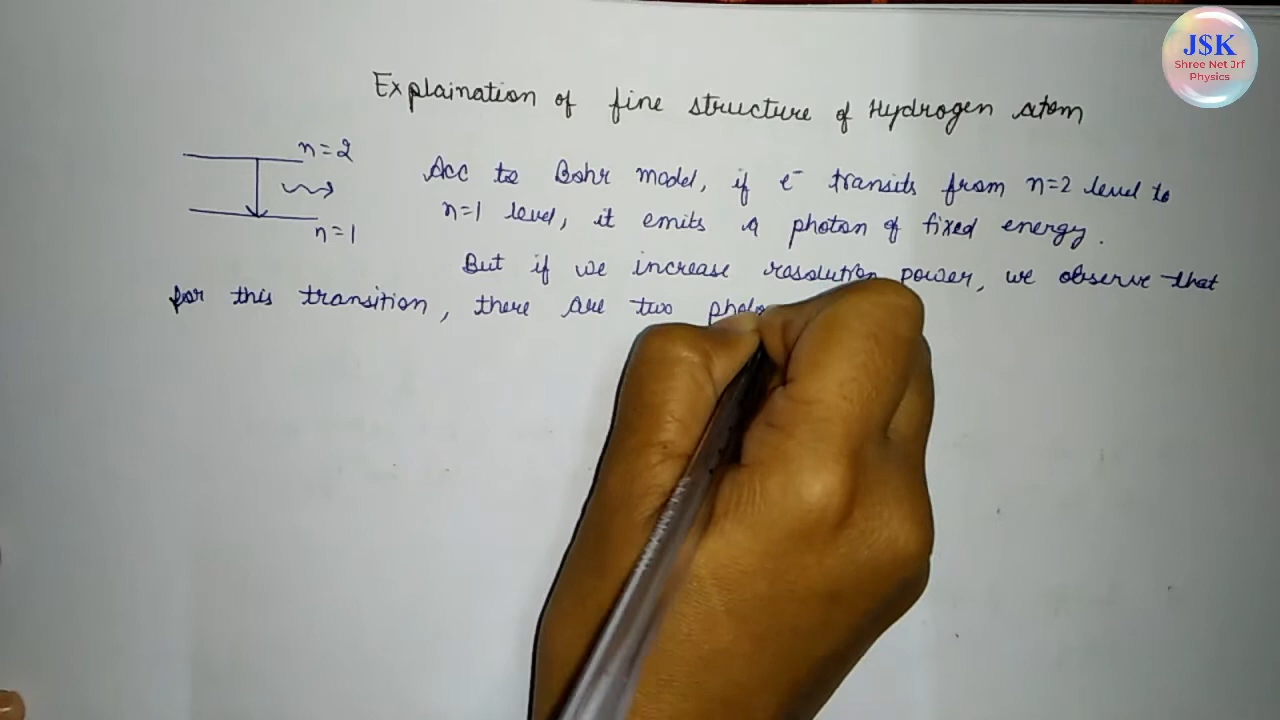 J$K
Shree Net Jrf
Physics
Explaination of fine structure of Hydrogen atom
n=2
n=1
Acc to Bohr model, if e⁻ transits from n=2 level to
n=1 level, it emits a photon of fixed energy.
But if we increase resolution power, we observe that
for this transition, there are two